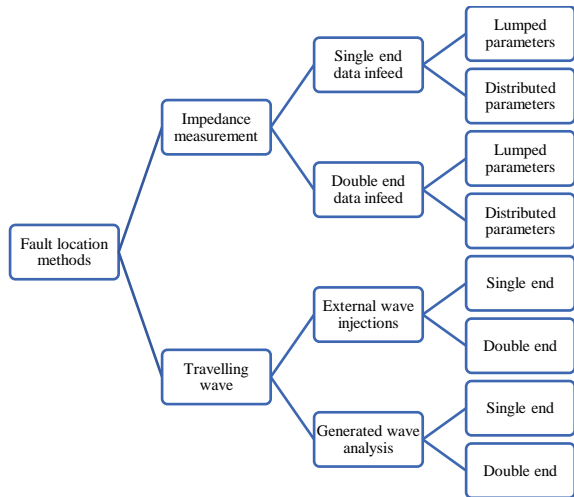 Fault location
methods
Impedance
measurement
Single end
data infeed
Lumped
parameters
Distributed
parameters
Double end
data infeed
Lumped
parameters
Distributed
parameters
Travelling
wave
External wave
injections
Single end
Double end
Generated wave
analysis
Single end
Double end